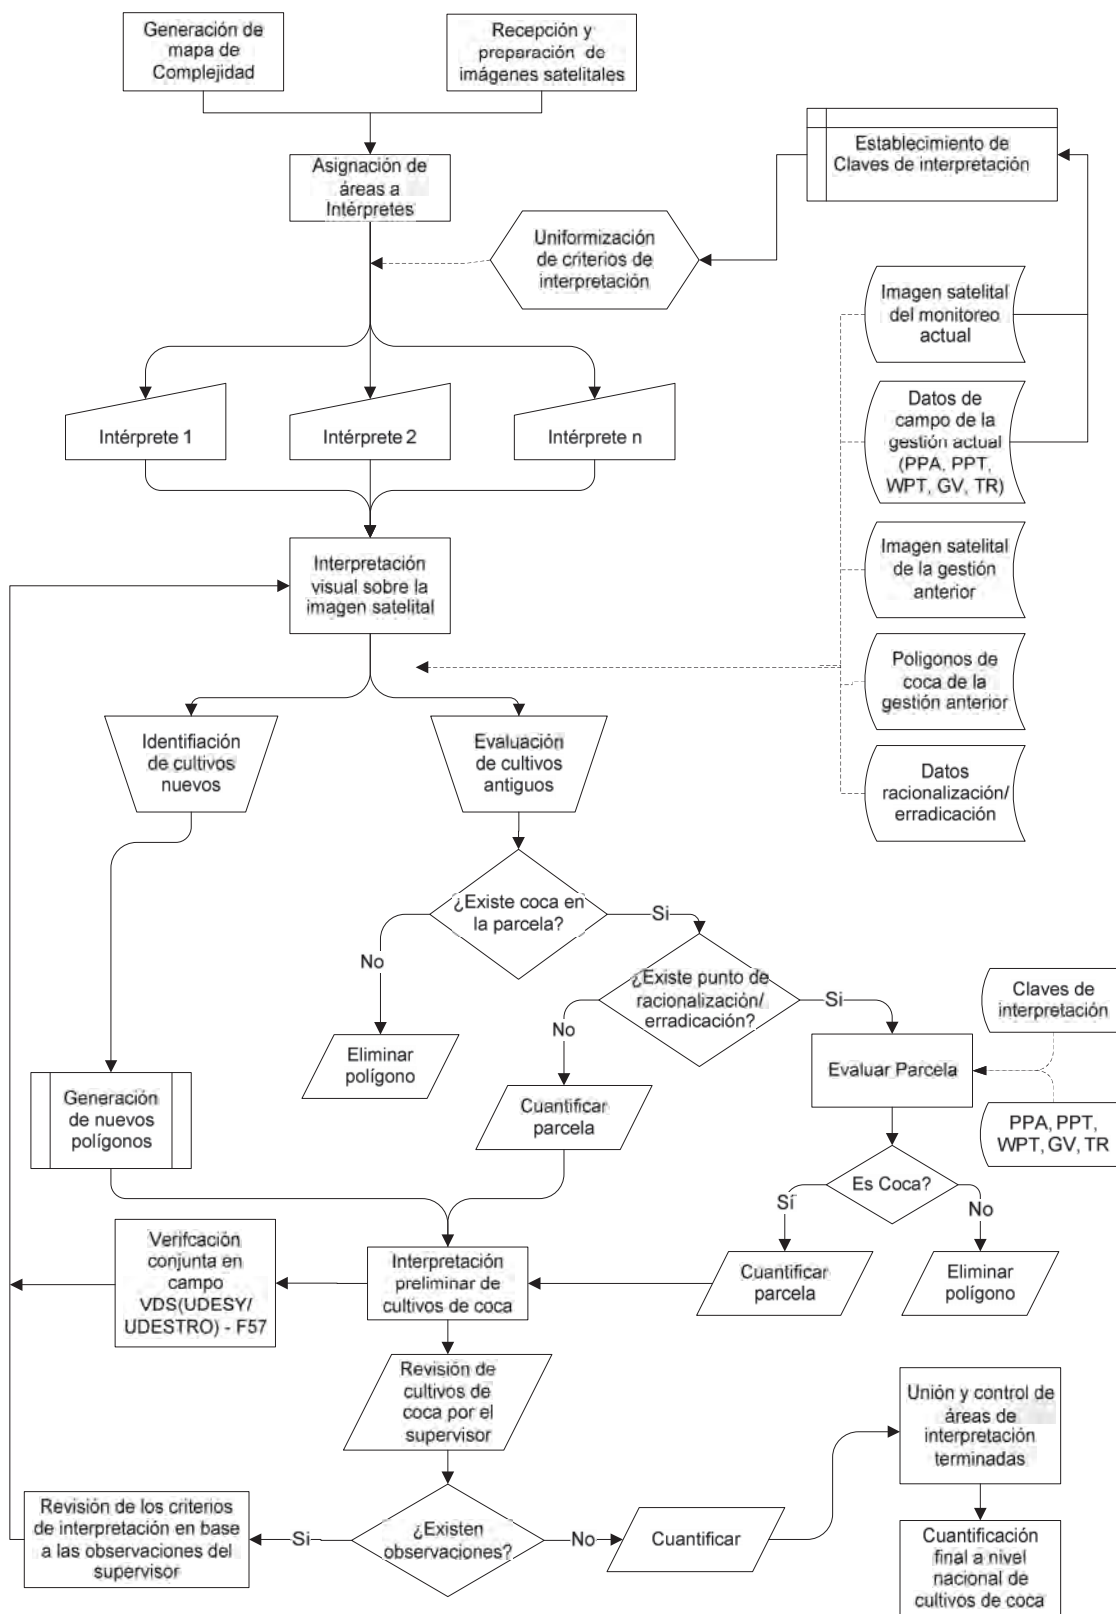 Generación de
mapa de
Complejidad
Recepción y
preparación de
imágenes satelitales
Asignación de
áreas a
Intérpretes
Establecimiento de
Claves de interpretación
Uniformización
de criterios de
interpretación
Imagen satelital
del monitoreo
actual
Intérprete 1
Intérprete 2
Intérprete n
Datos de
campo de la
gestión actual
(PPA, PPT,
WPT, GV, TR)
Interpretación
visual sobre la
imagen satelital
Imagen satelital
de la gestión
anterior
Poligonos de
coca de la
gestión anterior
Identifiación
de cultivos
nuevos
Evaluación
de cultivos
antiguos
Datos
racionalización/
erradicación
¿Existe coca en
la parcela?
Si
No
¿Existe punto de
racionalización/
erradicación?
Si
No
Claves de
interpretación
Eliminar
polígono
Evaluar Parcela
Generación
de nuevos
polígonos
Cuantificar
parcela
PPA, PPT,
WPT, GV, TR
Es Coca?
Sí
No
Verifcación
conjunta en
campo
VDS(UDESY/
UDESTRO) - F57
Interpretación
preliminar de
cultivos de coca
Cuantificar
parcela
Eliminar
polígono
Revisión de
cultivos de
coca por el
supervisor
Unión y control de
áreas de
interpretación
terminadas
Revisión de los criterios
de interpretación en base
a las observaciones del
supervisor
Si
¿Existen
observaciones?
No
Cuantificar
Cuantificación
final a nivel
nacional de
cultivos de coca